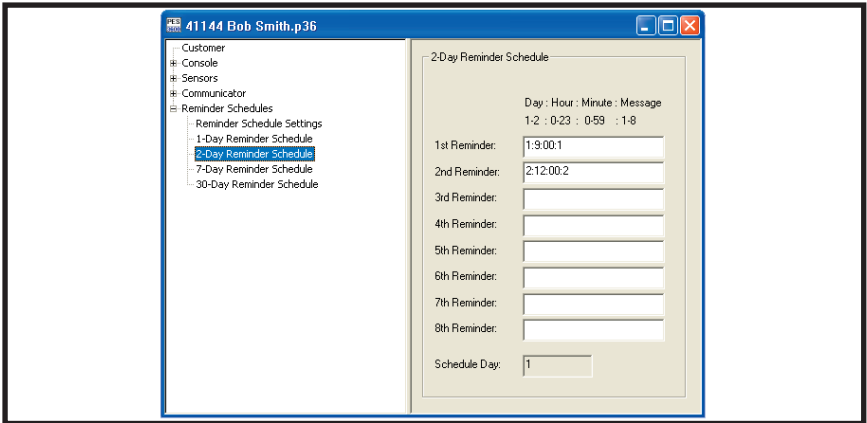 PES
41144 Bob Smith.p36
Customer
Console
Sensors
Communicator
Reminder Schedules
Reminder Schedule Settings
1-Day Reminder Schedule
2-Day Reminder Schedule
7-Day Reminder Schedule
30-Day Reminder Schedule
2-Day Reminder Schedule
Day : Hour : Minute : Message
1-2 : 0-23 : 0-59 : 1-8
1st Reminder: 1:9:00:1
2nd Reminder: 2:12:00:2
3rd Reminder:
4th Reminder:
5th Reminder:
6th Reminder:
7th Reminder:
8th Reminder:
Schedule Day: 1